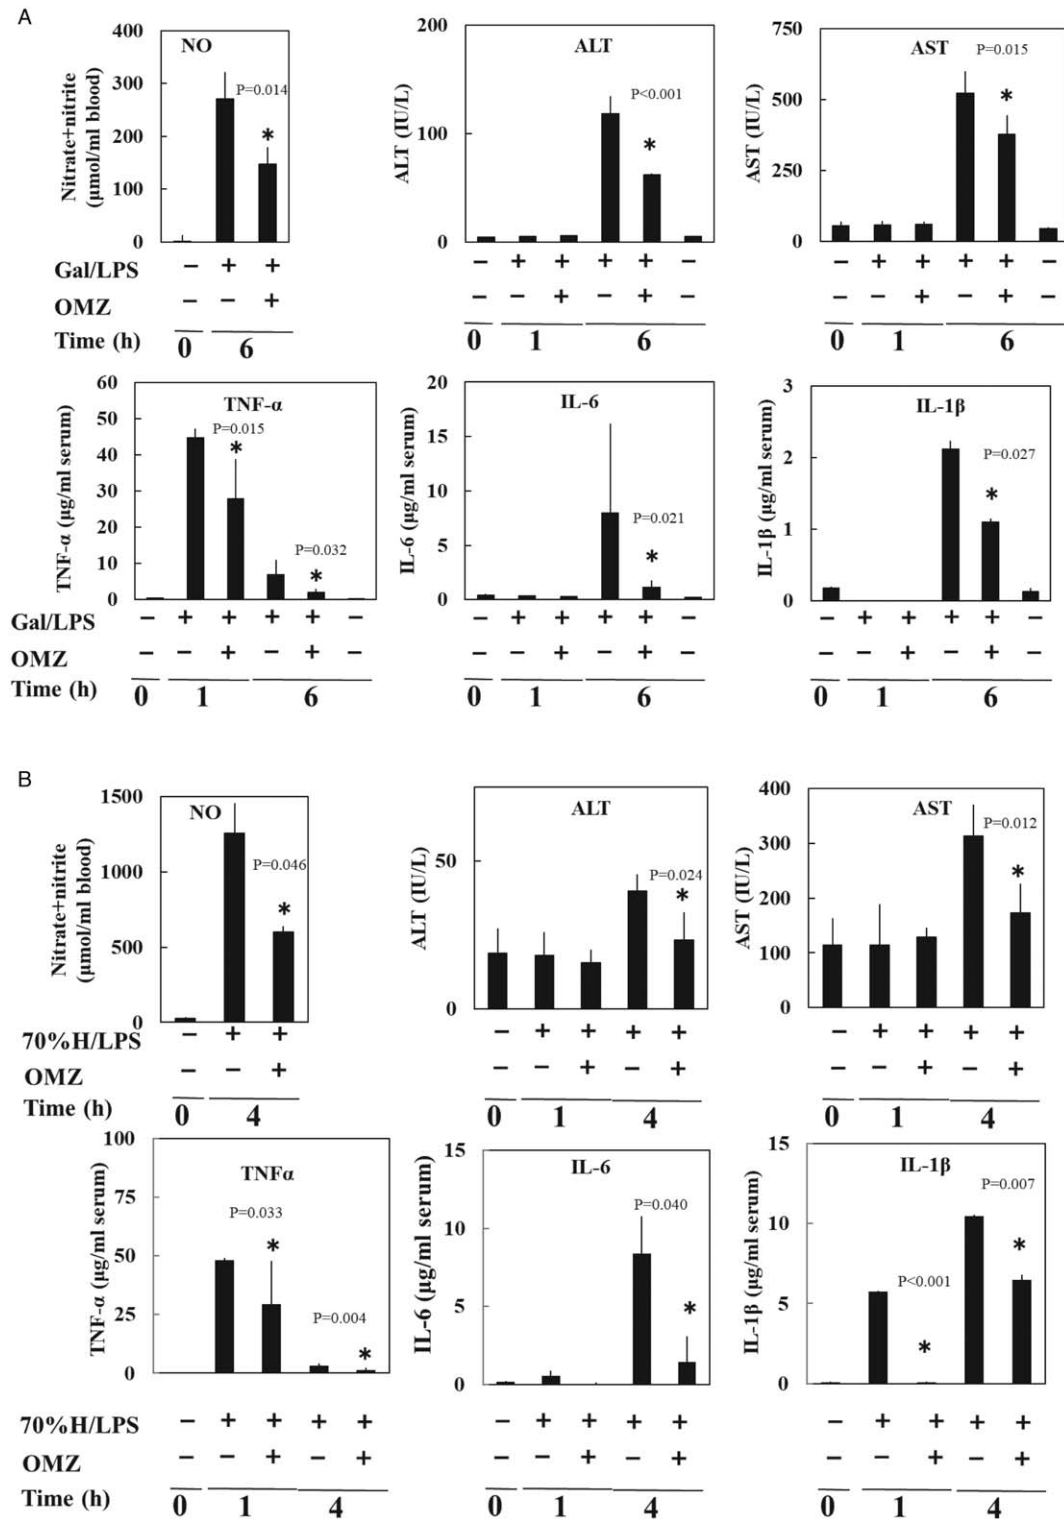 A
NO
P=0.014
Nitrate+nitrite
(μmol/ml blood)
400
300
200
100
0
ALT
P<0.001
ALT (IU/L)
200
100
0
AST
P=0.015
AST (IU/L)
750
500
250
0
Gal/LPS − + + − + + + + − − + + + + −
OMZ − − + − − + − + − − − + − + −
Time (h) 0 6 0 1 6 0 1 6
TNF-α
P=0.015
*
P=0.032
*
TNF-α (μg/ml serum)
60
50
40
30
20
10
0
IL-6
P=0.021
*
IL-6 (μg/ml serum)
20
15
10
5
0
IL-1β
P=0.027
*
IL-1β (μg/ml serum)
3
2
1
0
Gal/LPS − + + + + − − + + + + − − + + + + −
OMZ − − + − + − − − + − + − − − + − + −
Time (h) 0 1 6 0 1 6 0 1 6
B
NO
P=0.046
*
Nitrate+nitrite
(μmol/ml blood)
1500
1000
500
0
ALT
P=0.024
*
ALT (IU/L)
50
0
AST
P=0.012
*
AST (IU/L)
400
300
200
100
0
70%H/LPS − + + − + + + + − + + + +
OMZ − − + − − + − + − − + − +
Time (h) 0 4 0 1 4 0 1 4
TNFα
P=0.033
*
P=0.004
*
TNF-α (μg/ml serum)
100
75
50
25
0
IL-6
P=0.040
*
IL-6 (μg/ml serum)
15
10
5
0
IL-1β
P=0.007
*
P<0.001
*
IL-1β (μg/ml serum)
15
10
5
0
70%H/LPS − + + + + − + + + + − + + + +
OMZ − − + − + − − + − + − − + − +
Time (h) 0 1 4 0 1 4 0 1 4